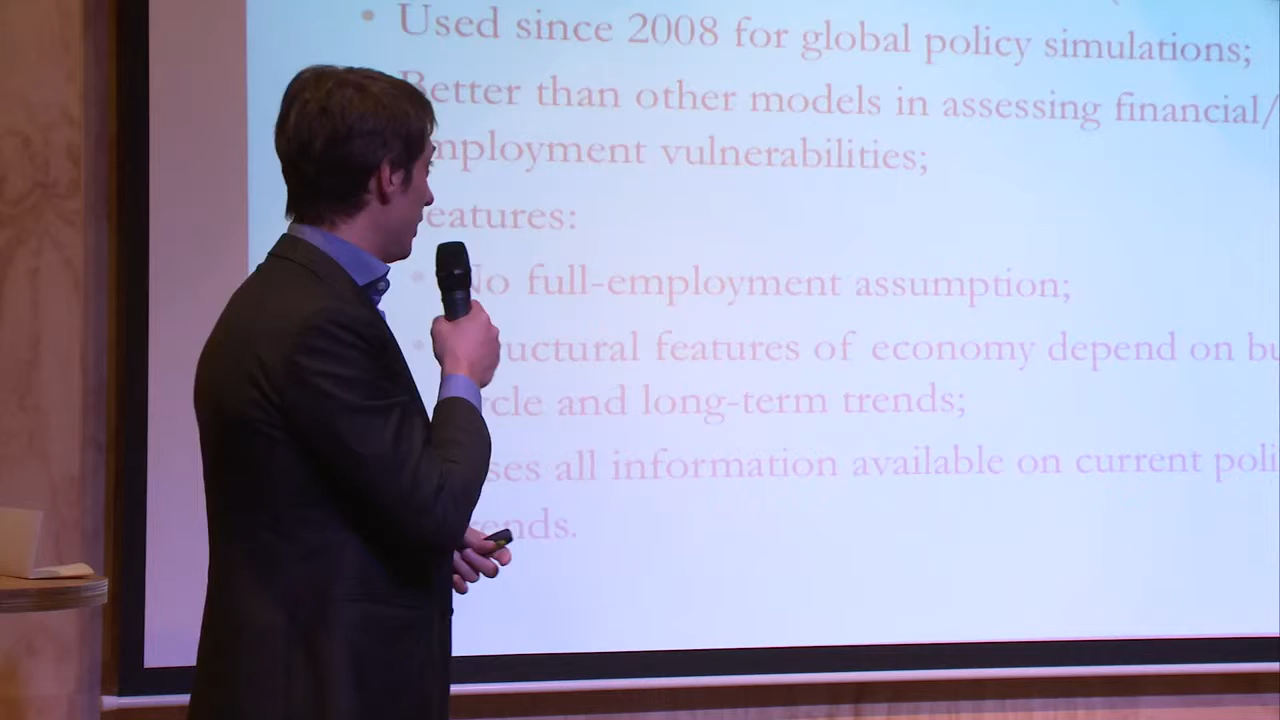 • Used since 2008 for global policy simulations;
Better than other models in assessing financial/
mployment vulnerabilities;
eatures:
• No full-employment assumption;
• uctural features of economy depend on bu
cle and long-term trends;
ses all information available on current poli
ends.